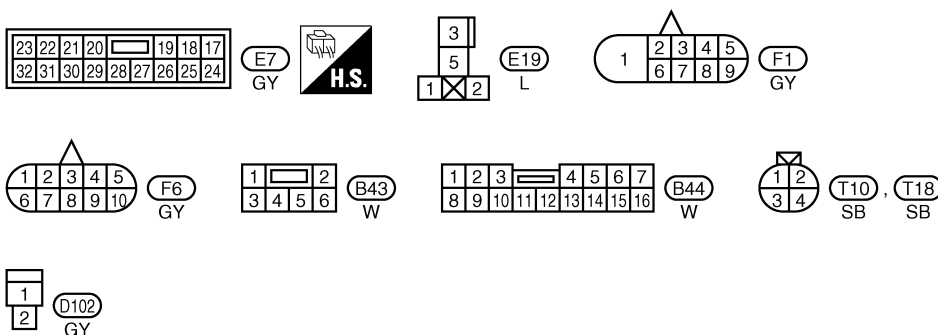 23 22 21 20 19 18 17
32 31 30 29 28 27 26 25 24
E7
GY
H.S.
3
5
1 2
E19
L
1
2 3 4 5
6 7 8 9
F1
GY
1 2 3 4 5
6 7 8 9 10
F6
GY
1 2
3 4 5 6
B43
W
1 2 3 4 5 6 7
8 9 10 11 12 13 14 15 16
B44
W
1 2
3 4
T10 , T18
SB SB
1
2
D102
GY